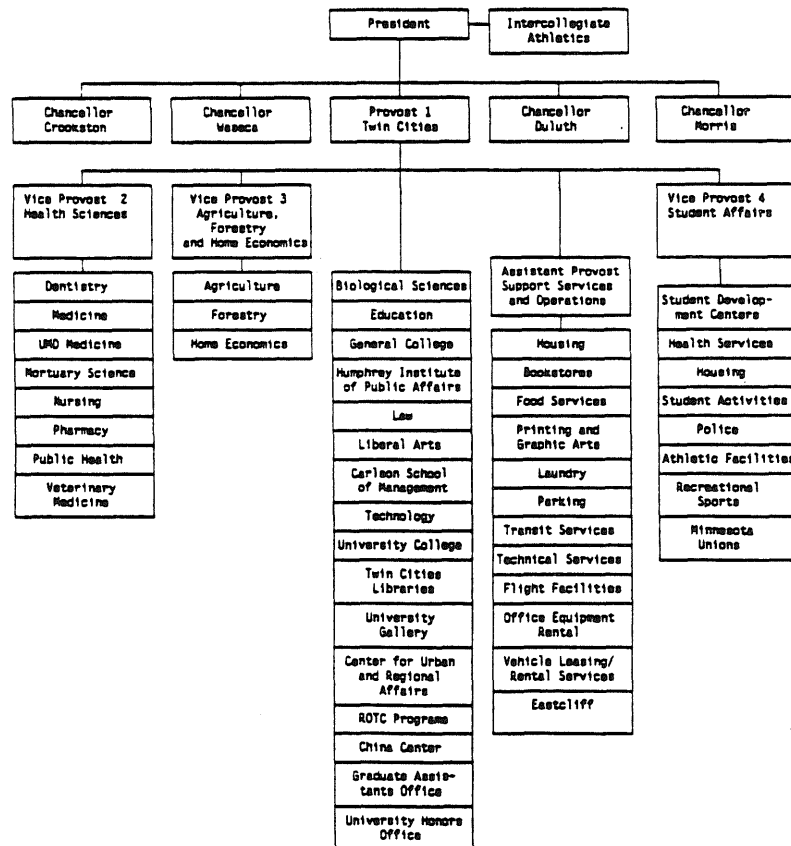 President
Intercollegiate
Athletics
Chancellor
Crookston
Chancellor
Waseca
Provost 1
Twin Cities
Chancellor
Duluth
Chancellor
Morris
Vice Provost 2
Health Sciences
Vice Provost 3
Agriculture,
Forestry
and Home Economics
Vice Provost 4
Student Affairs
Dentistry
Medicine
UMD Medicine
Mortuary Science
Nursing
Pharmacy
Public Health
Veterinary
Medicine
Agriculture
Forestry
Home Economics
Biological Sciences
Education
General College
Humphrey Institute
of Public Affairs
Law
Liberal Arts
Carlson School
of Management
Technology
University College
Twin Cities
Libraries
University
Gallery
Center for Urban
and Regional
Affairs
ROTC Programs
China Center
Graduate Assis-
tants Office
University Honors
Office
Assistant Provost
Support Services
and Operations
Housing
Bookstores
Food Services
Printing and
Graphic Arts
Laundry
Parking
Transit Services
Technical Services
Flight Facilities
Office Equipment
Rental
Vehicle Leasing/
Rental Services
Eastcliff
Student Develop-
ment Centers
Health Services
Housing
Student Activities
Police
Athletic Facilities
Recreational
Sports
Minnesota
Unions